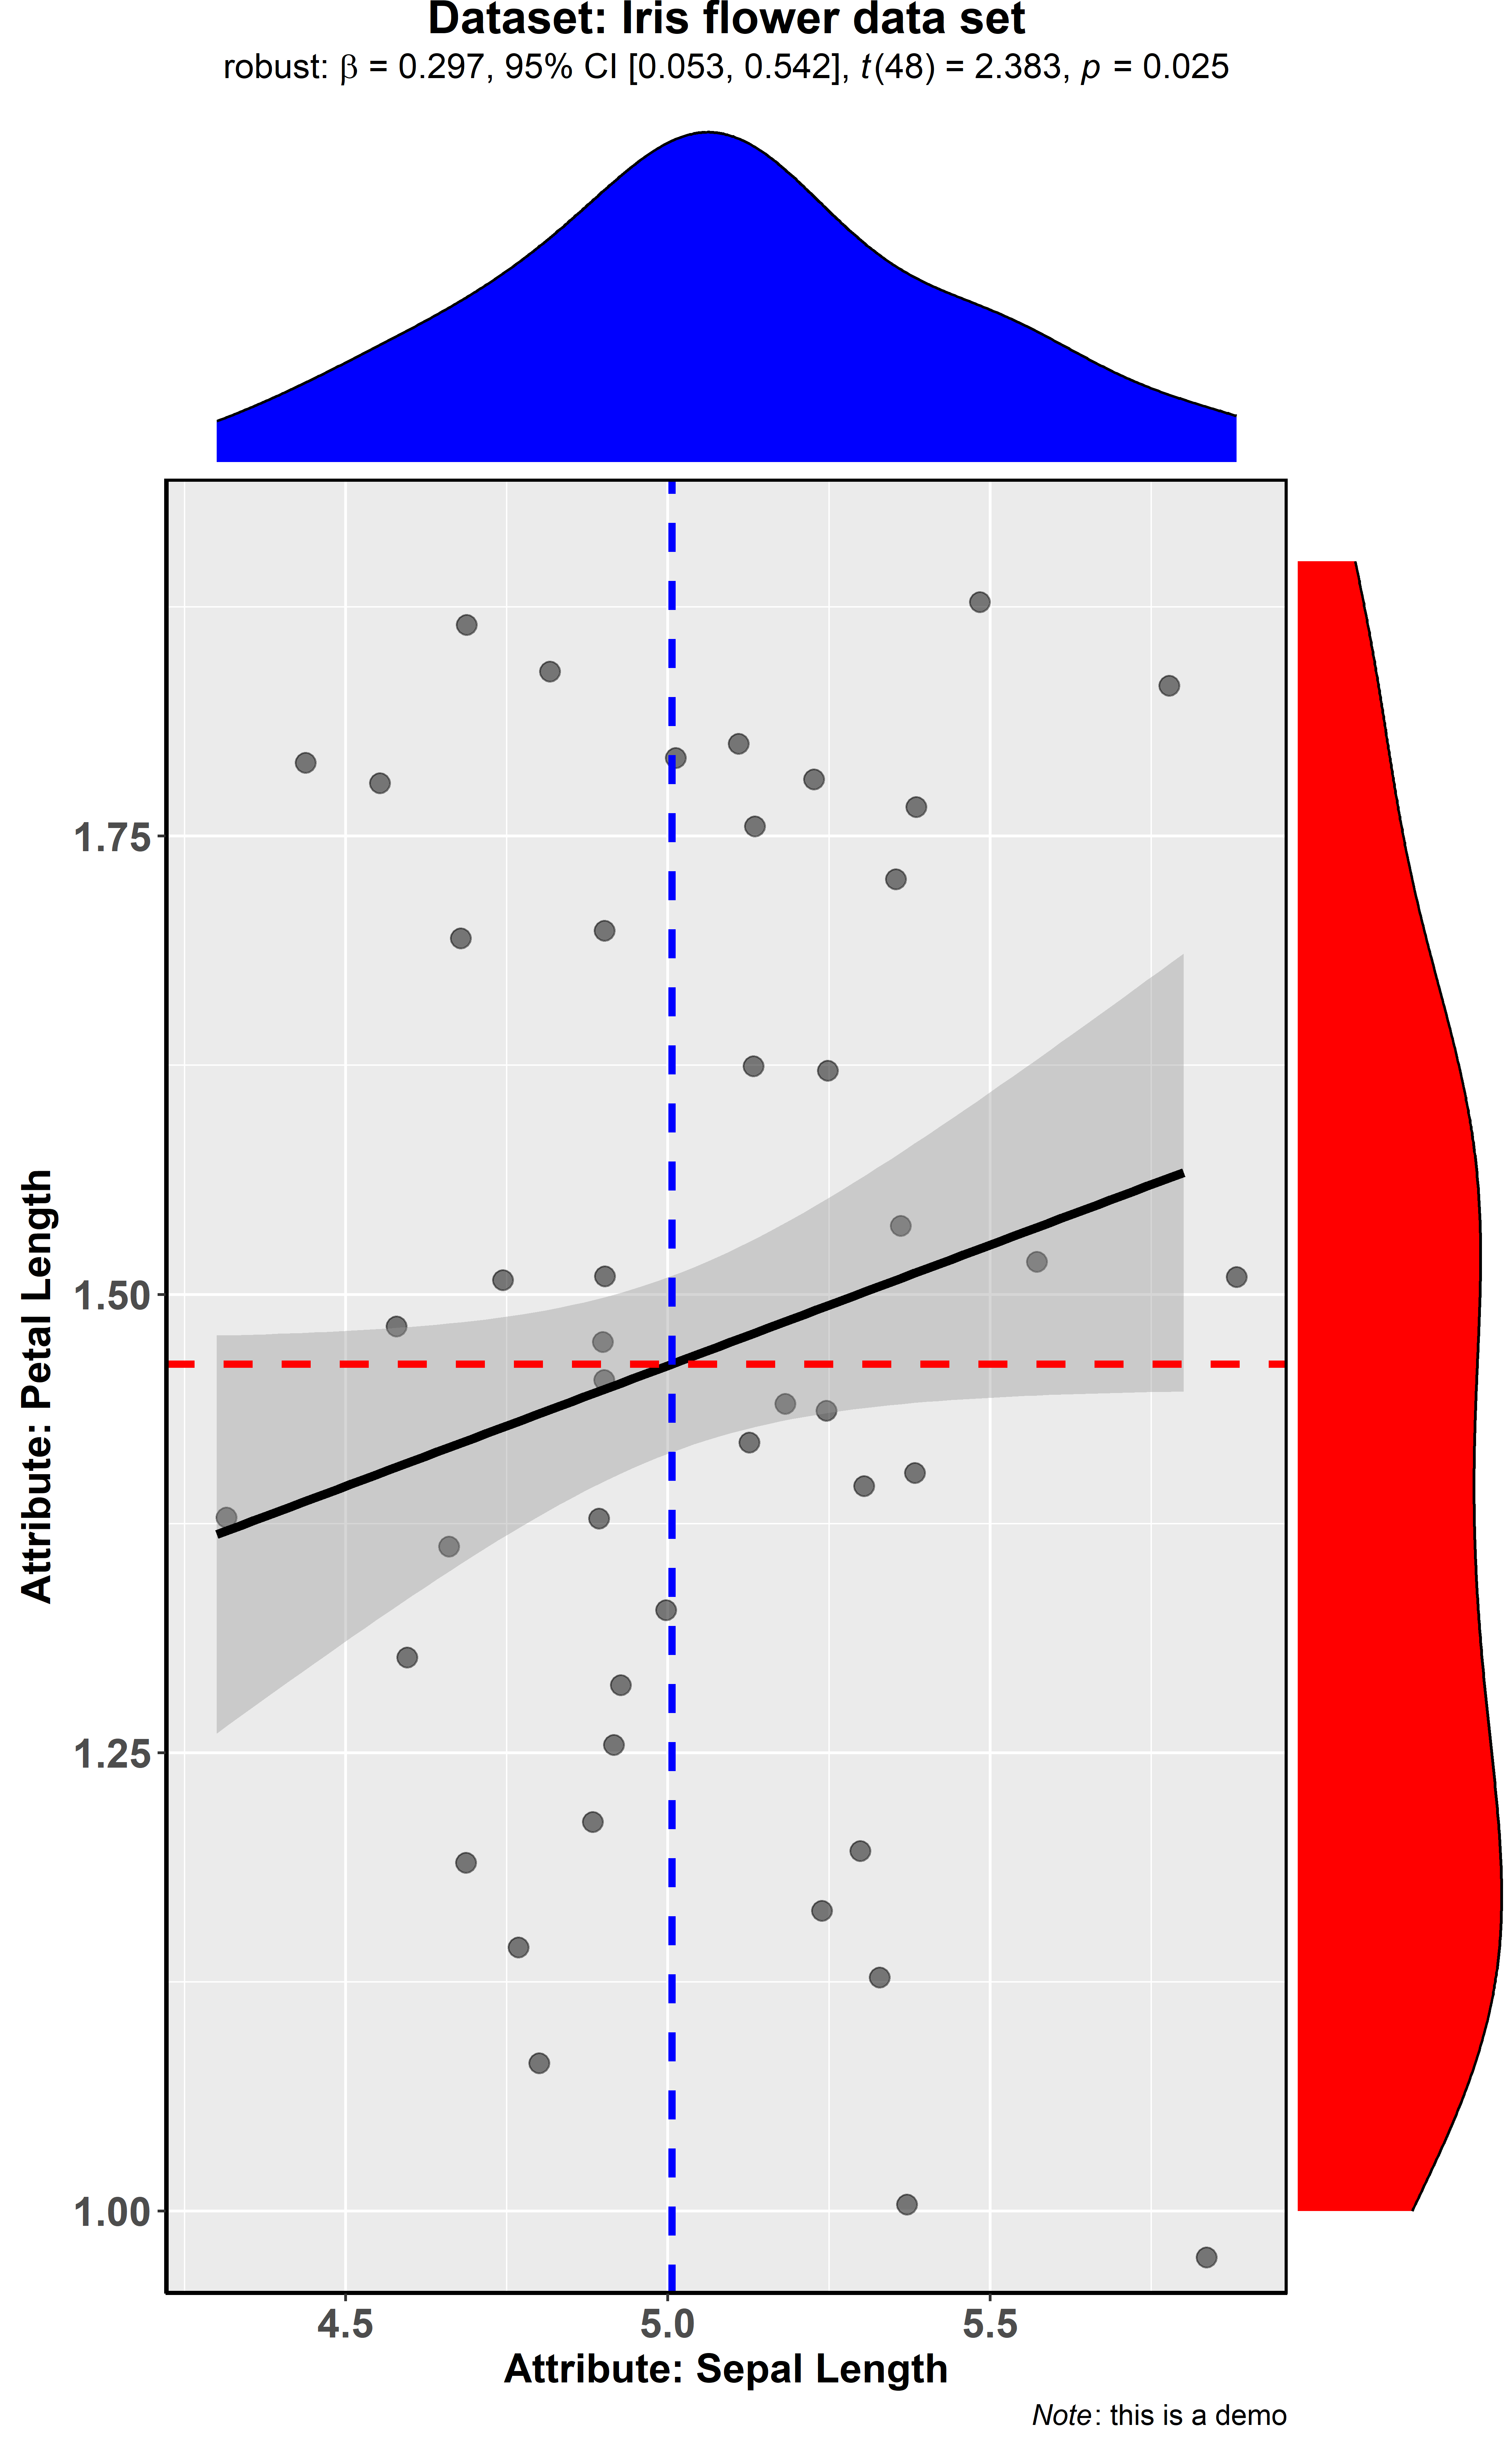 Dataset: Iris flower data set
robust: β = 0.297, 95% CI [0.053, 0.542], t(48) = 2.383, p = 0.025
1.75
1.50
1.25
1.00
Attribute: Petal Length
4.5 5.0 5.5
Attribute: Sepal Length
Note: this is a demo